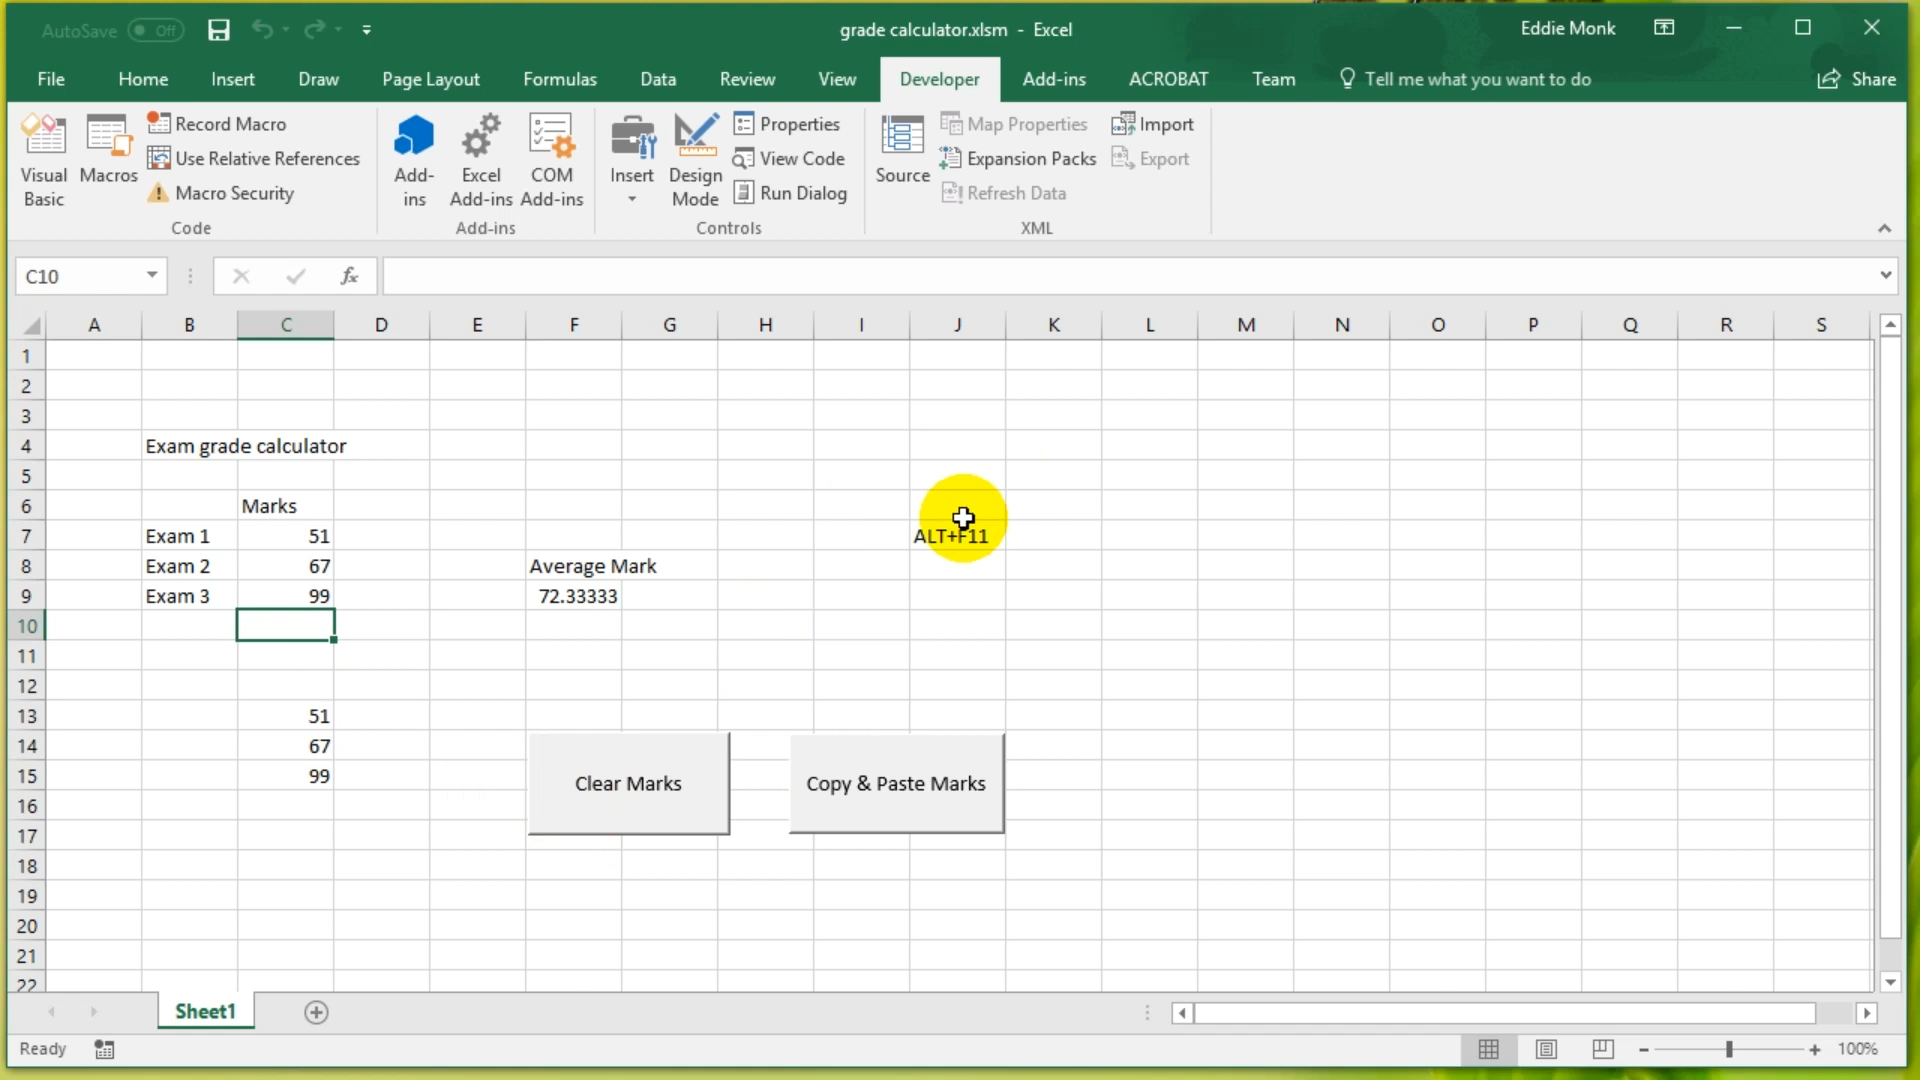 AutoSave Off
grade calculator.xlsm - Excel
Eddie Monk
File Home Insert Draw Page Layout Formulas Data Review View Developer Add-ins ACROBAT Team Tell me what you want to do Share
Visual Basic
Macros
Record Macro
Use Relative References
Macro Security
Code
Add-ins
Excel Add-ins
COM Add-ins
Add-ins
Insert
Design Mode
Properties
View Code
Run Dialog
Controls
Source
Map Properties
Expansion Packs
Refresh Data
Import
Export
XML
C10
fx
A B C D E F G H I J K L M N O P Q R S
1
2
3
4 Exam grade calculator
5
6 Marks
7 Exam 1 51 ALT+F11
8 Exam 2 67 Average Mark
9 Exam 3 99 72.33333
10
11
12
13 51
14 67
15 99
Clear Marks Copy & Paste Marks
16
17
18
19
20
21
22
Sheet1
Ready
100%